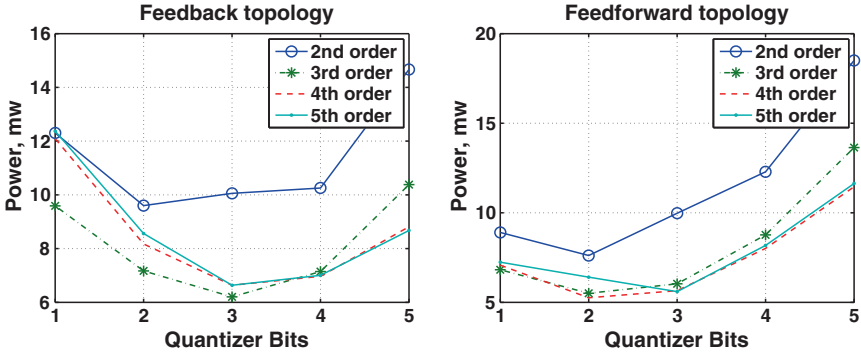 Feedback topology
16
14
12
10
8
6
Power, mw
1
2
3
4
5
Quantizer Bits
2nd order
3rd order
4th order
5th order
Feedforward topology
20
15
10
5
Power, mw
1
2
3
4
5
Quantizer Bits
2nd order
3rd order
4th order
5th order